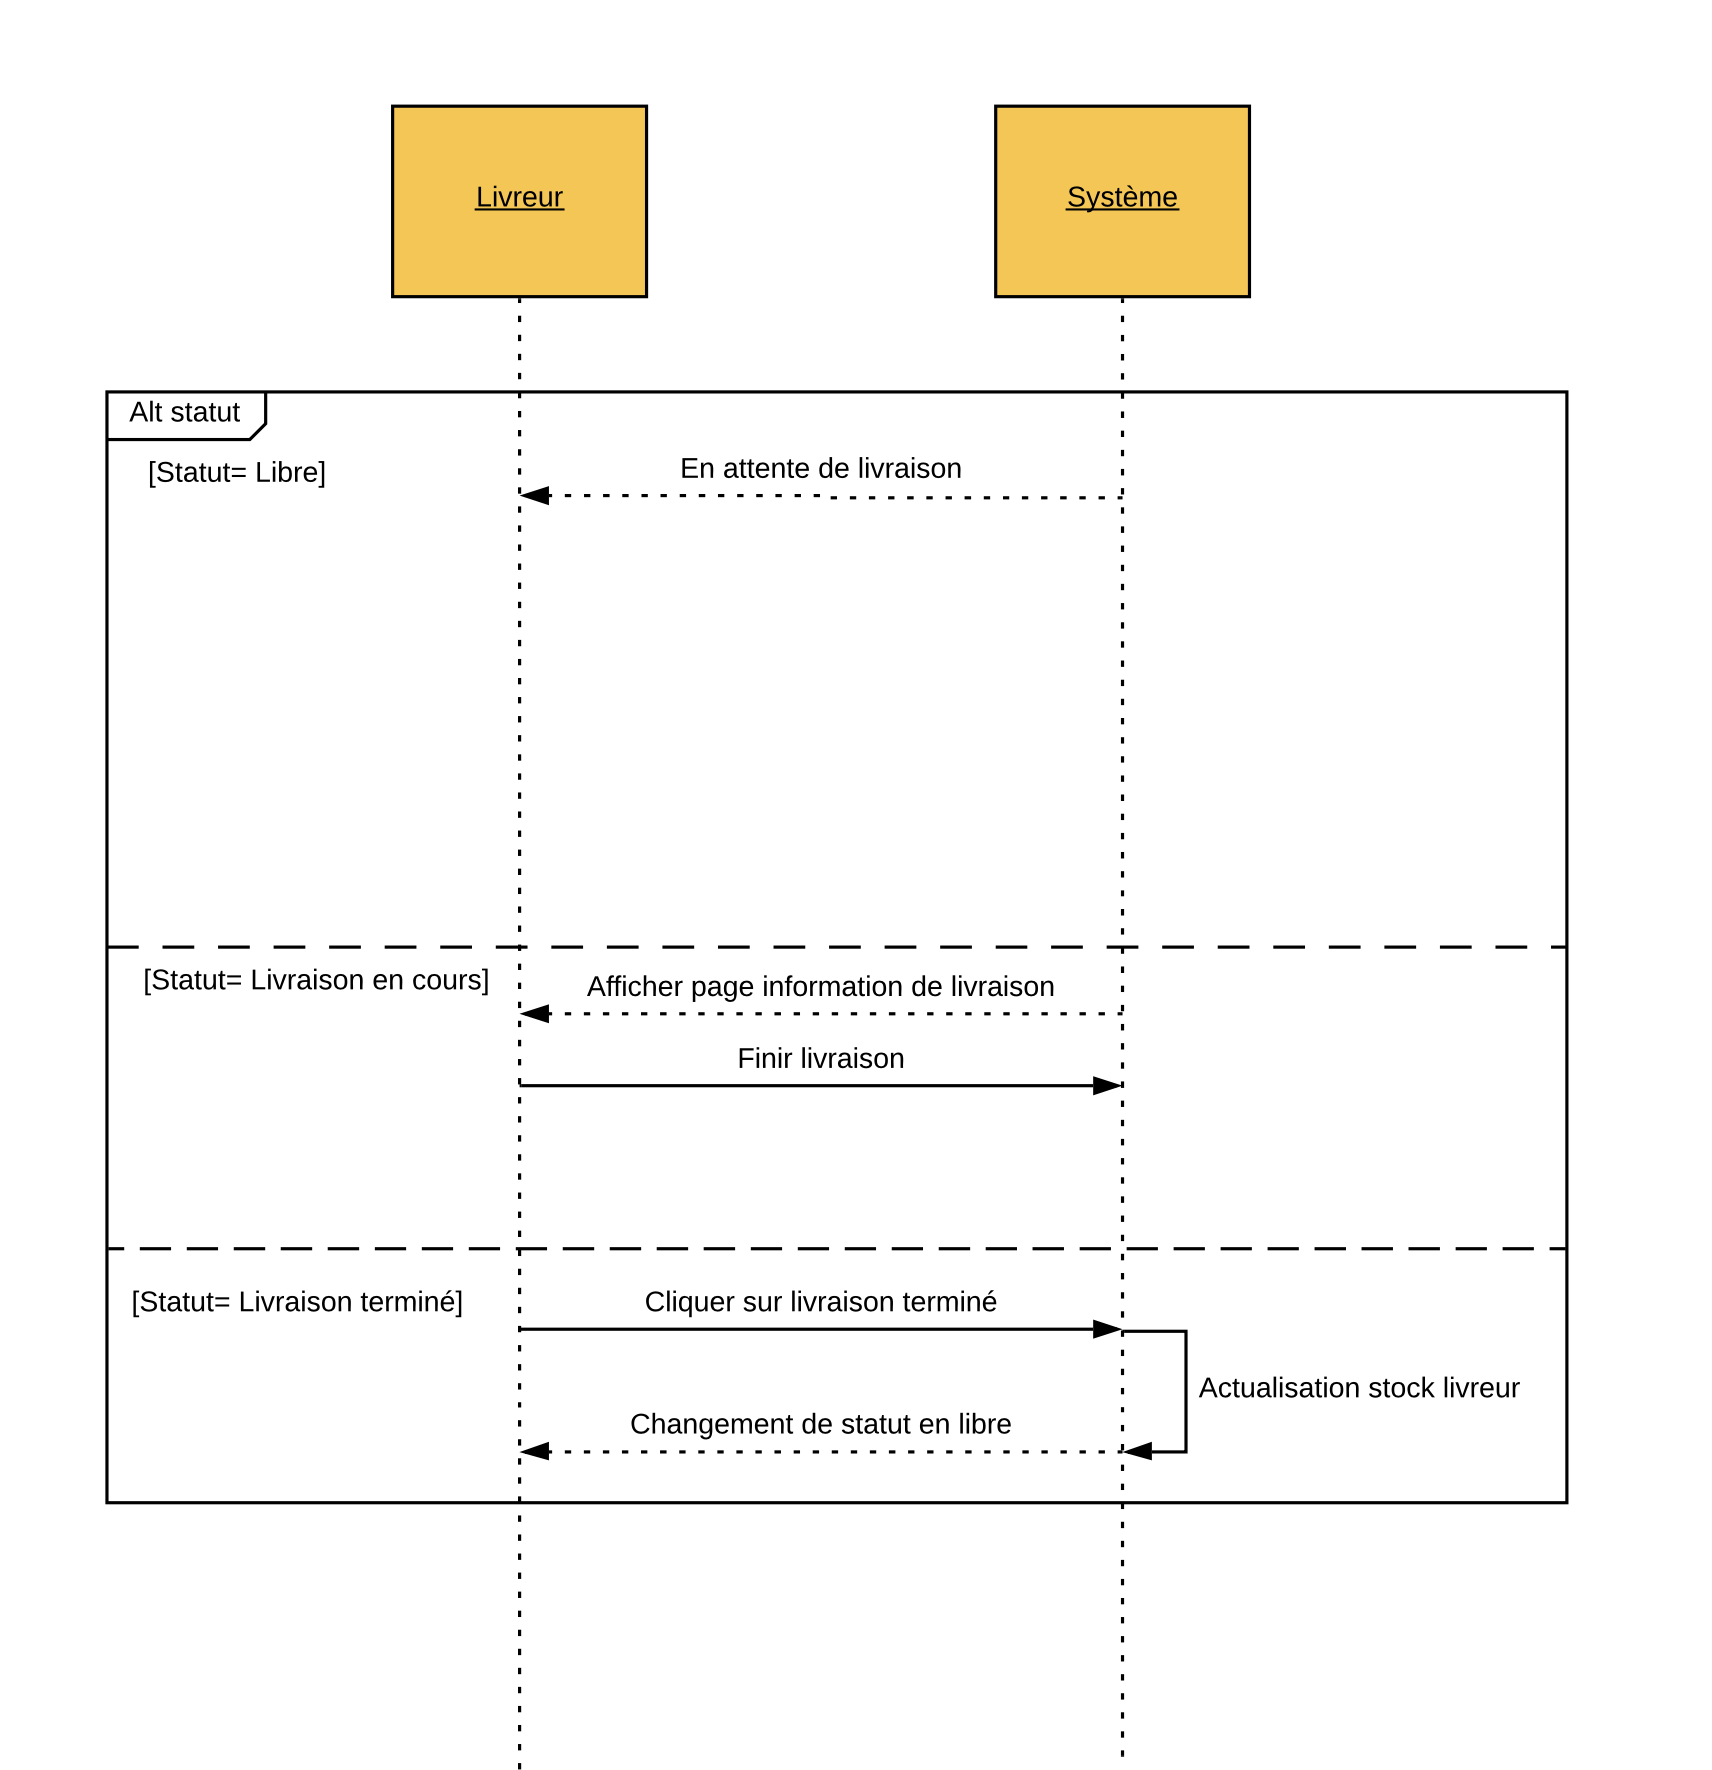 Livreur
Système
Alt statut
[Statut= Libre]
En attente de livraison
[Statut= Livraison en cours]
Afficher page information de livraison
Finir livraison
[Statut= Livraison terminé]
Cliquer sur livraison terminé
Actualisation stock livreur
Changement de statut en libre